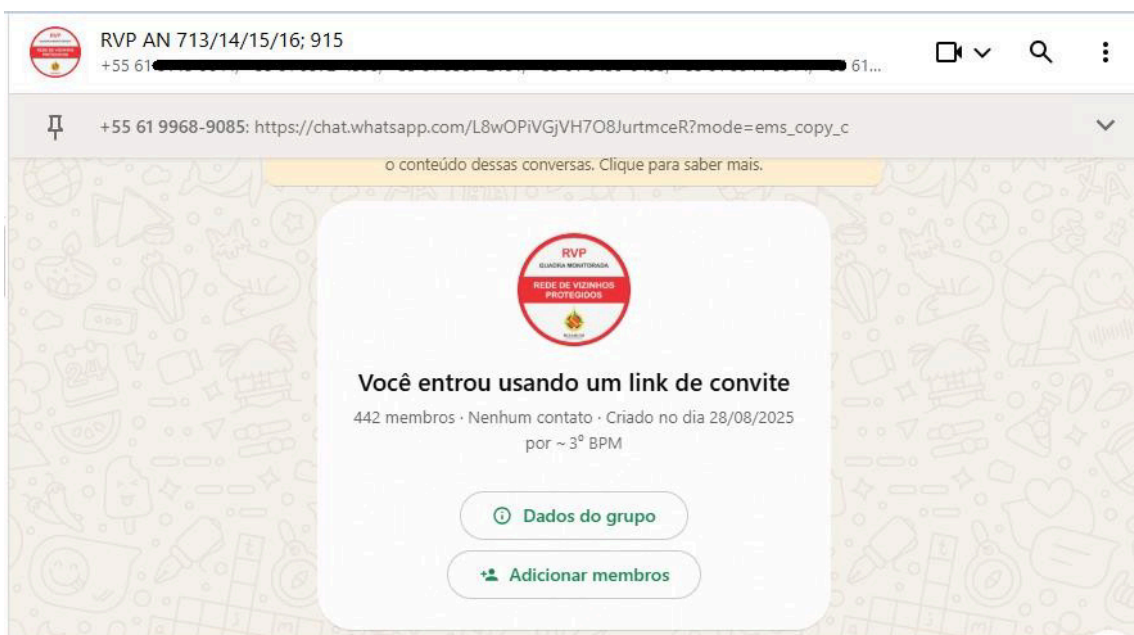 RVP AN 713/14/15/16; 915
+55 61
61...
+55 61 9968-9085: https://chat.whatsapp.com/L8wOPiVGjVH7O8JurtmceR?mode=ems_copy_c
o conteúdo dessas conversas. Clique para saber mais.
RVP
QUADRA MONITORADA
REDE DE VIZINHOS
PROTEGIDOS
Você entrou usando um link de convite
442 membros · Nenhum contato · Criado no dia 28/08/2025
por ~ 3º BPM
Dados do grupo
Adicionar membros